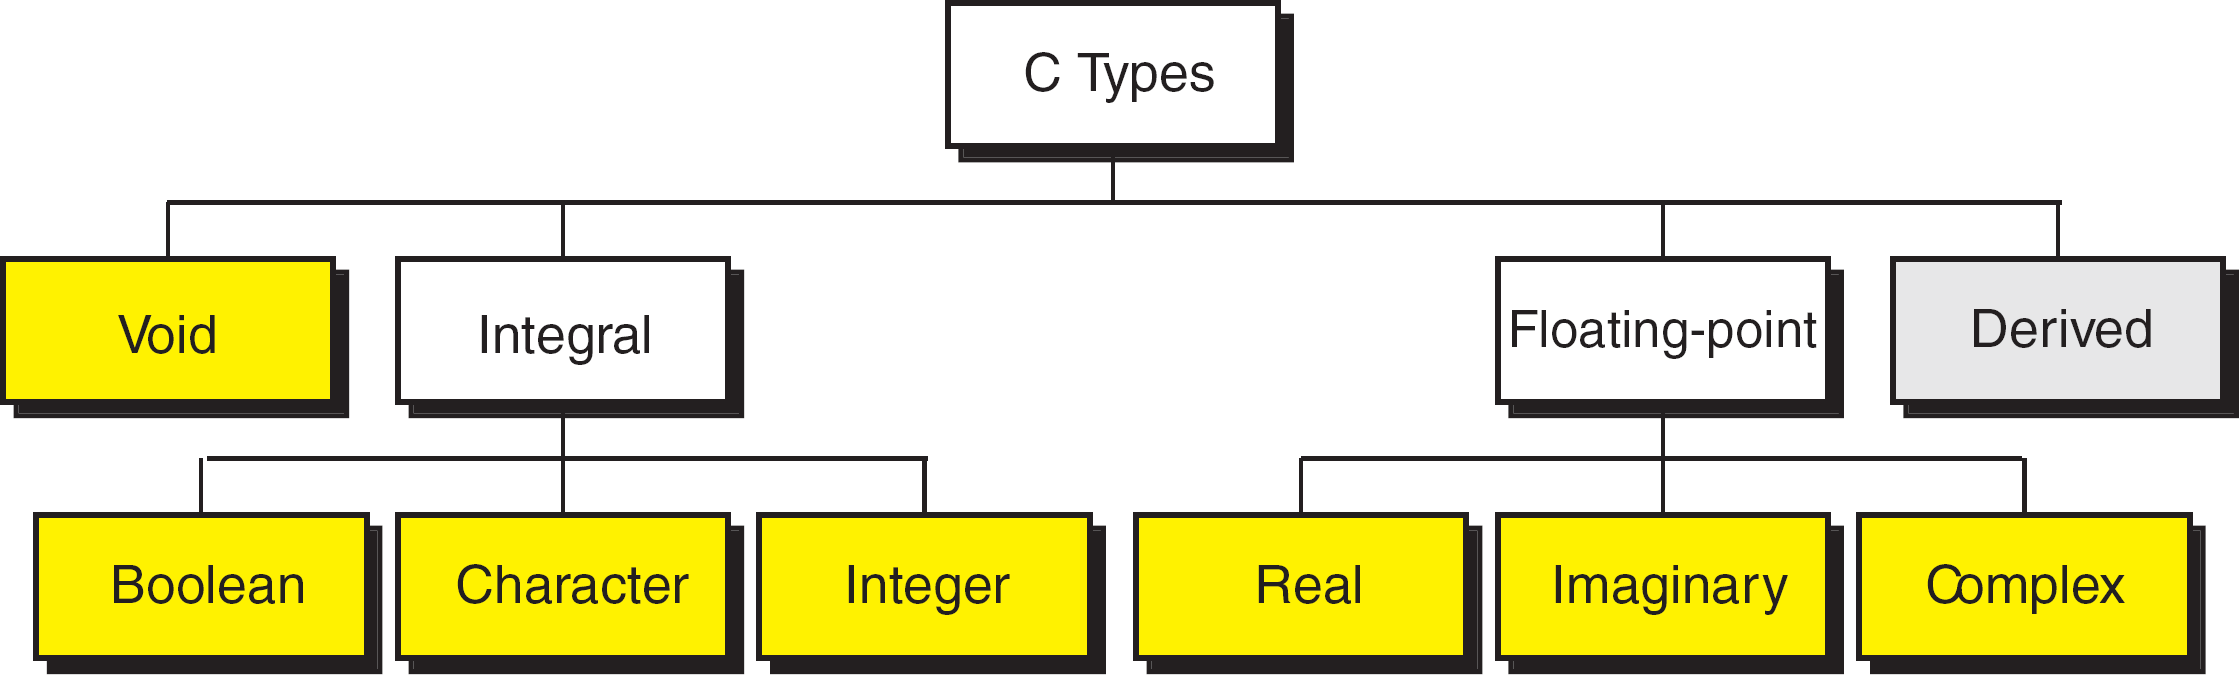 C Types
Void
Integral
Floating-point
Derived
Boolean
Character
Integer
Real
Imaginary
Complex